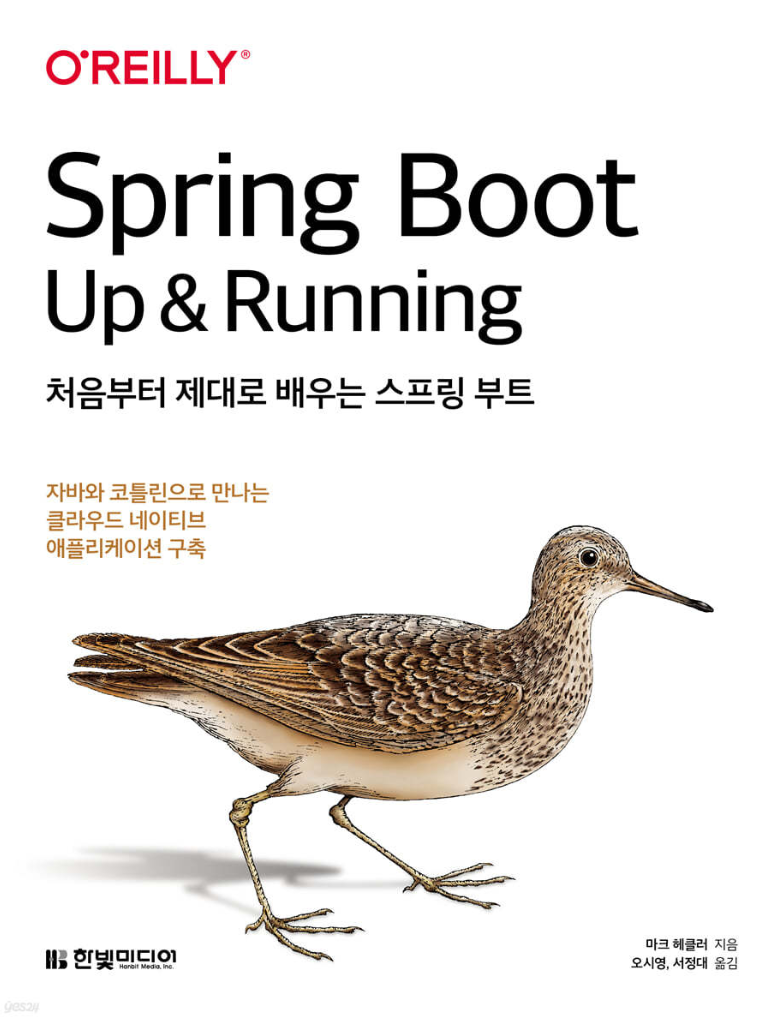 O'REILLY®
Spring Boot
Up & Running
처음부터 제대로 배우는 스프링 부트
자바와 코틀린으로 만나는
클라우드 네이티브
애플리케이션 구축
마크 헤클러 지음
오시영, 서정대 옮김
한빛미디어
Hanbit Media, Inc.
yes24